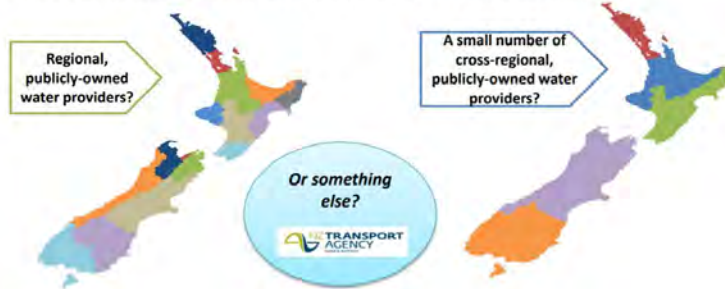 Regional,
publicly-owned
water providers?
A small number of
cross-regional,
publicly-owned water
providers?
Or something
else?
NZ TRANSPORT
AGENCY